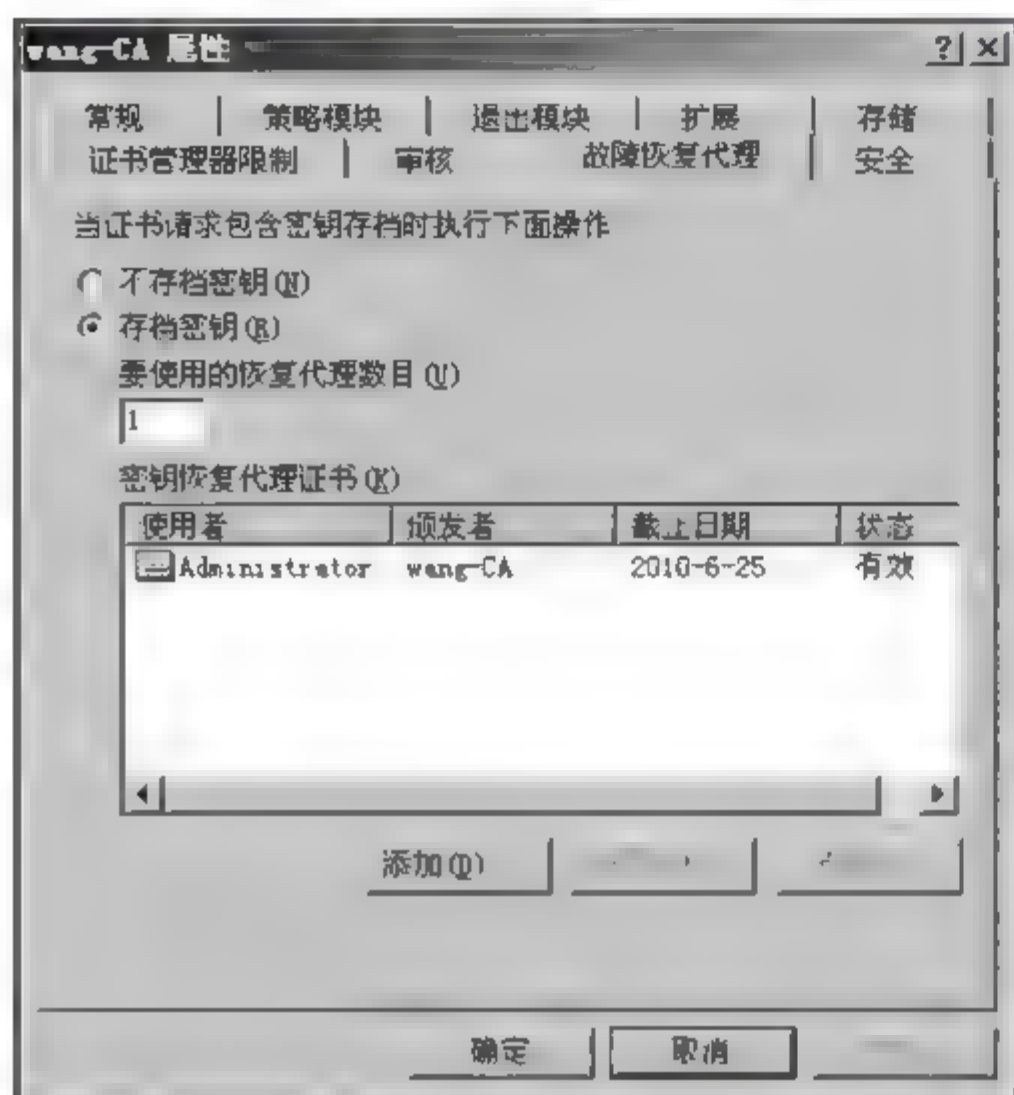 wang-CA 属性
常规 策略模块 退出模块 扩展 存储
证书管理器限制 审核 故障恢复代理 安全
当证书请求包含密钥存档时执行下面操作
不存档密钥(N)
存档密钥(R)
要使用的恢复代理数目(U)
1
密钥恢复代理证书(K)
使用者 颁发者 截止日期 状态
Administrator wang-CA 2010-6-25 有效
添加(D)
确定 取消